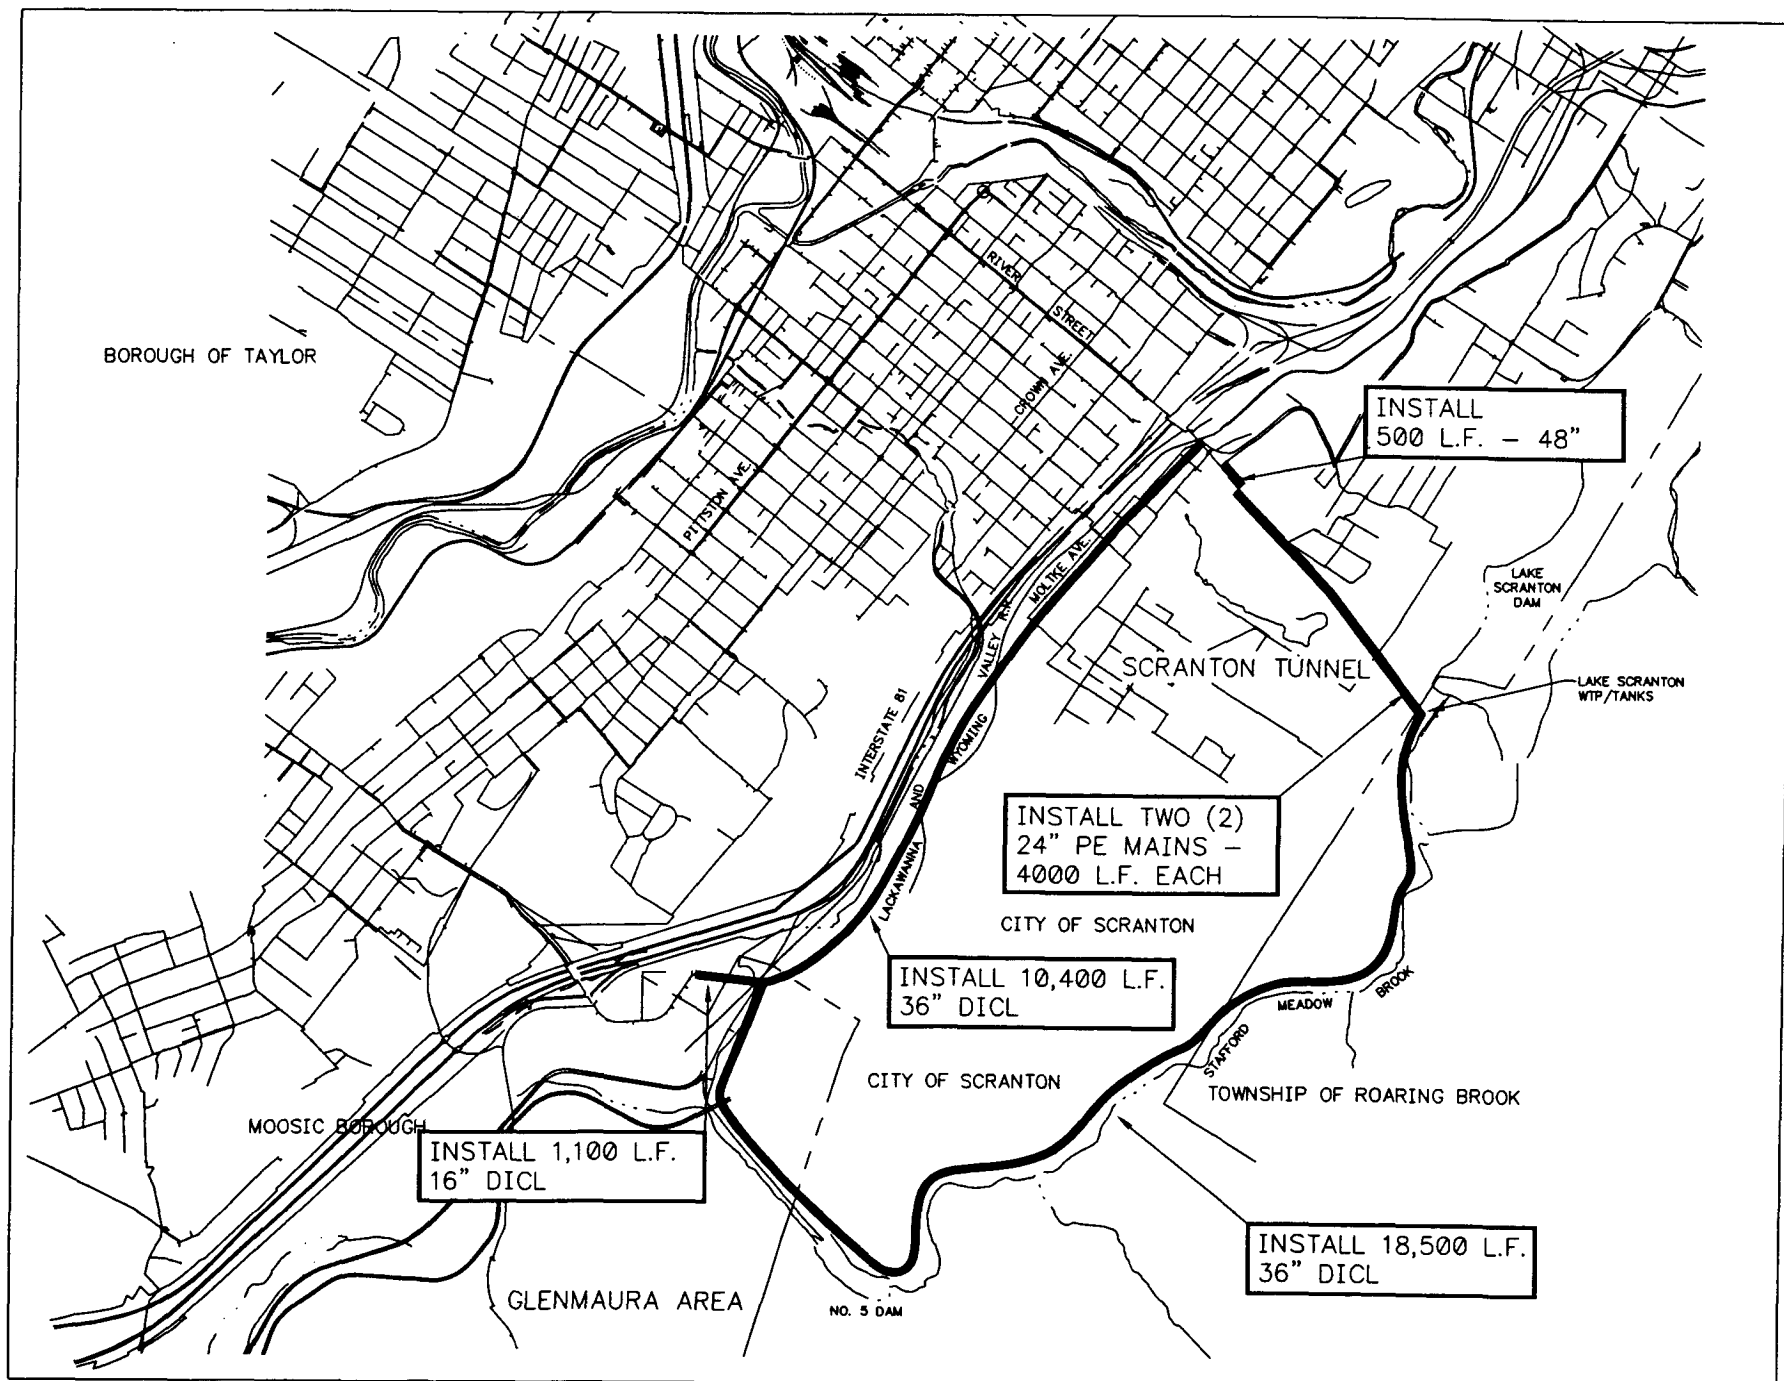 RIVER
STREET
BOROUGH OF TAYLOR
CROWN AVE.
INSTALL
500 L.F. – 48”
PITTSTON AVE.
MOLTKE AVE.
LAKE
SCRANTON
DAM
VALLEY R.R.
SCRANTON TUNNEL
LAKE SCRANTON
WTP/TANKS
INTERSTATE 81
WYOMING
AND
LACKAWANNA
INSTALL TWO (2)
24” PE MAINS –
4000 L.F. EACH
CITY OF SCRANTON
INSTALL 10,400 L.F.
36” DICL
BROOK
MEADOW
STAFFORD
CITY OF SCRANTON
TOWNSHIP OF ROARING BROOK
MOOSIC BOROUGH
INSTALL 1,100 L.F.
16” DICL
INSTALL 18,500 L.F.
36” DICL
GLENMAURA AREA
NO. 5 DAM